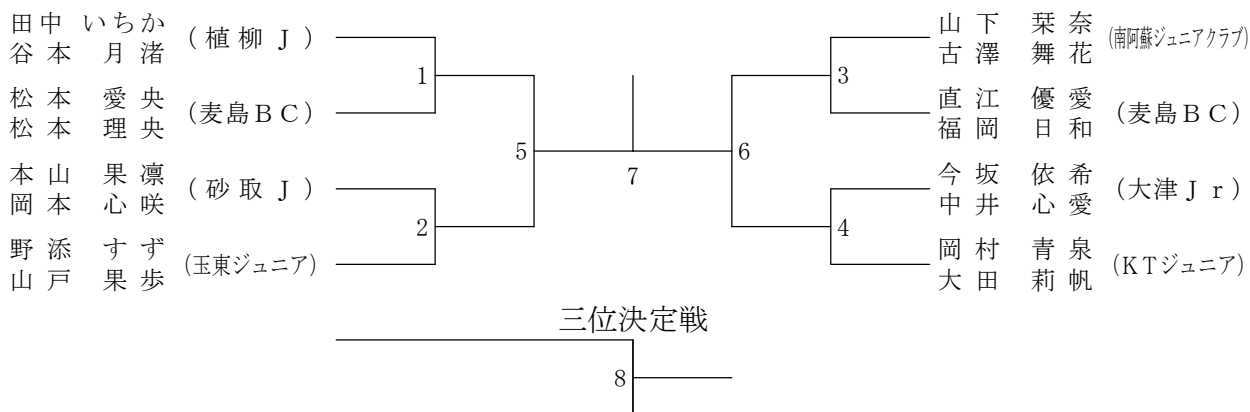 田中 いちか
谷本 月渚
(植柳J)
松本 愛央
松本 理央
(麦島BC)
本山 果凛
岡本 心咲
(砂取J)
野添 すず
山戸 果歩
(玉東ジュニア)
1
2
5
7
6
3
4
山下 栞奈
古澤 舞花
(南阿蘇ジュニアクラブ)
直江 優愛
福岡 日和
(麦島BC)
今坂 依希
中井 心愛
(大津Jr)
岡村 青泉
大田 莉帆
(KTジュニア)
三位決定戦
8